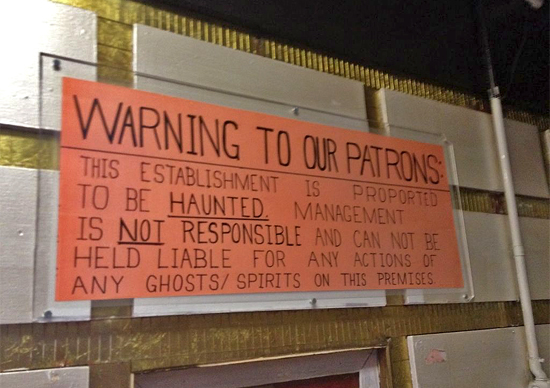 WARNING TO OUR PATRONS:
THIS ESTABLISHMENT IS PROPORTED
TO BE HAUNTED. MANAGEMENT
IS NOT RESPONSIBLE AND CAN NOT BE
HELD LIABLE FOR ANY ACTIONS OF
ANY GHOSTS/SPIRITS ON THIS PREMISES.